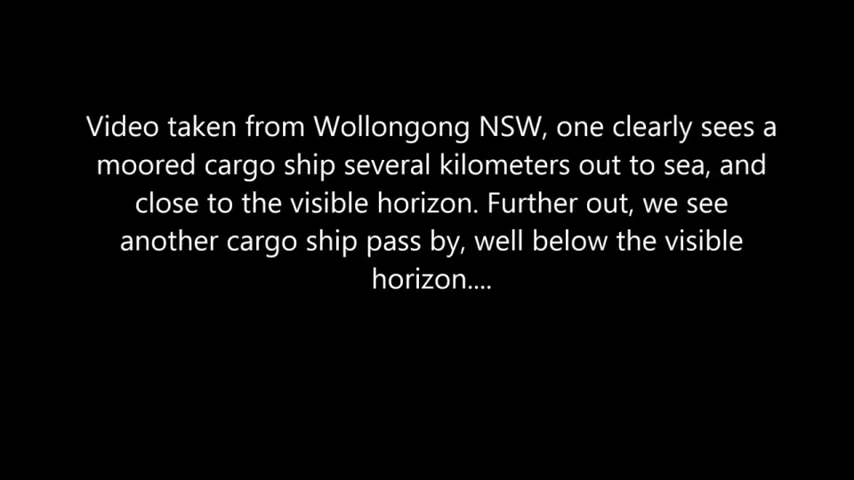 Video taken from Wollongong NSW, one clearly sees a
moored cargo ship several kilometers out to sea, and
close to the visible horizon. Further out, we see
another cargo ship pass by, well below the visible
horizon....